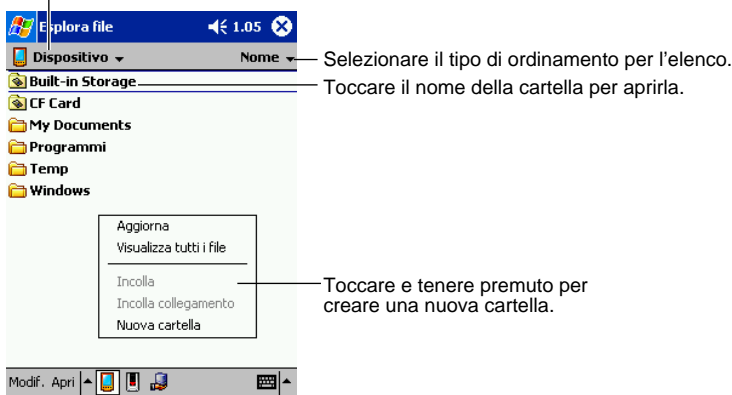 Esplora file 1.05
Dispositivo Nome
Selezionare il tipo di ordinamento per l'elenco.
Built-in Storage
Toccare il nome della cartella per aprirla.
CF Card
My Documents
Programmi
Temp
Windows
Aggiorna
Visualizza tutti i file
Incolla
Incolla collegamento
Nuova cartella
Toccare e tenere premuto per
creare una nuova cartella.
Modif. Apri